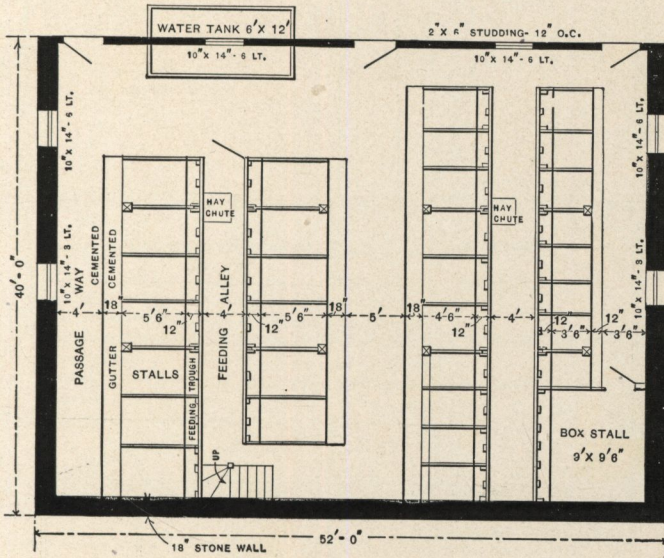 WATER TANK 6' X 12'
10" X 14" - 6 LT.
2" X 6" STUDDING - 12" O.C.
10" X 14" - 6 LT.
10" X 14" - 6 LT.
10" X 14" - 6 LT.
HAY CHUTE
HAY CHUTE
40'- 0"
10" X 14" - 3 LT.
PASSAGE WAY
CEMENTED
GUTTER CEMENTED
STALLS
FEEDING TROUGH
FEEDING ALLEY
10" X 14" - 3 LT.
4' 18" 5'6" 12" 4' 12" 5'6" 18" 5' 18" 4'6" 12" 4' 12" 3'6" 12" 3'6"
UP
BOX STALL
9' X 9'6"
18" STONE WALL
52'- 0"